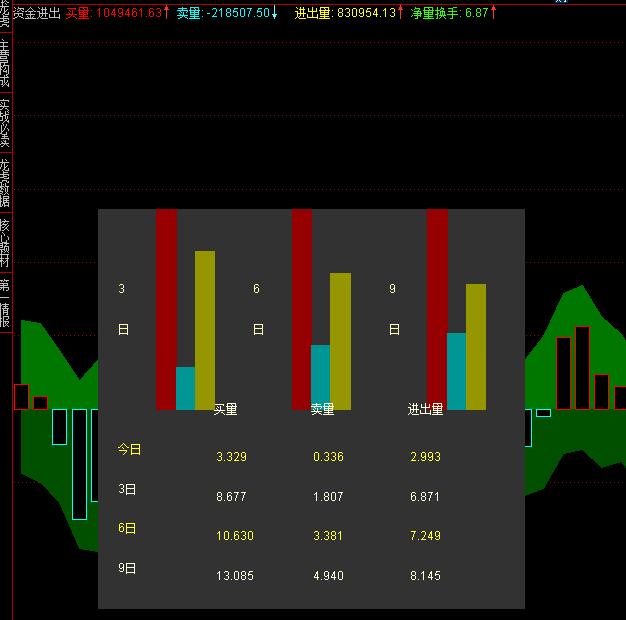 资金进出 买量: 1049461.63↑ 卖量: -218507.50↓ 进出量: 830954.13↑ 净量换手: 6.87↑
龙虎
主营构成
实战必读
龙虎数据
核心题材
第一情报
3日
6日
9日
买量 卖量 进出量
今日 3.329 0.336 2.993
3日 8.677 1.807 6.871
6日 10.630 3.381 7.249
9日 13.085 4.940 8.145